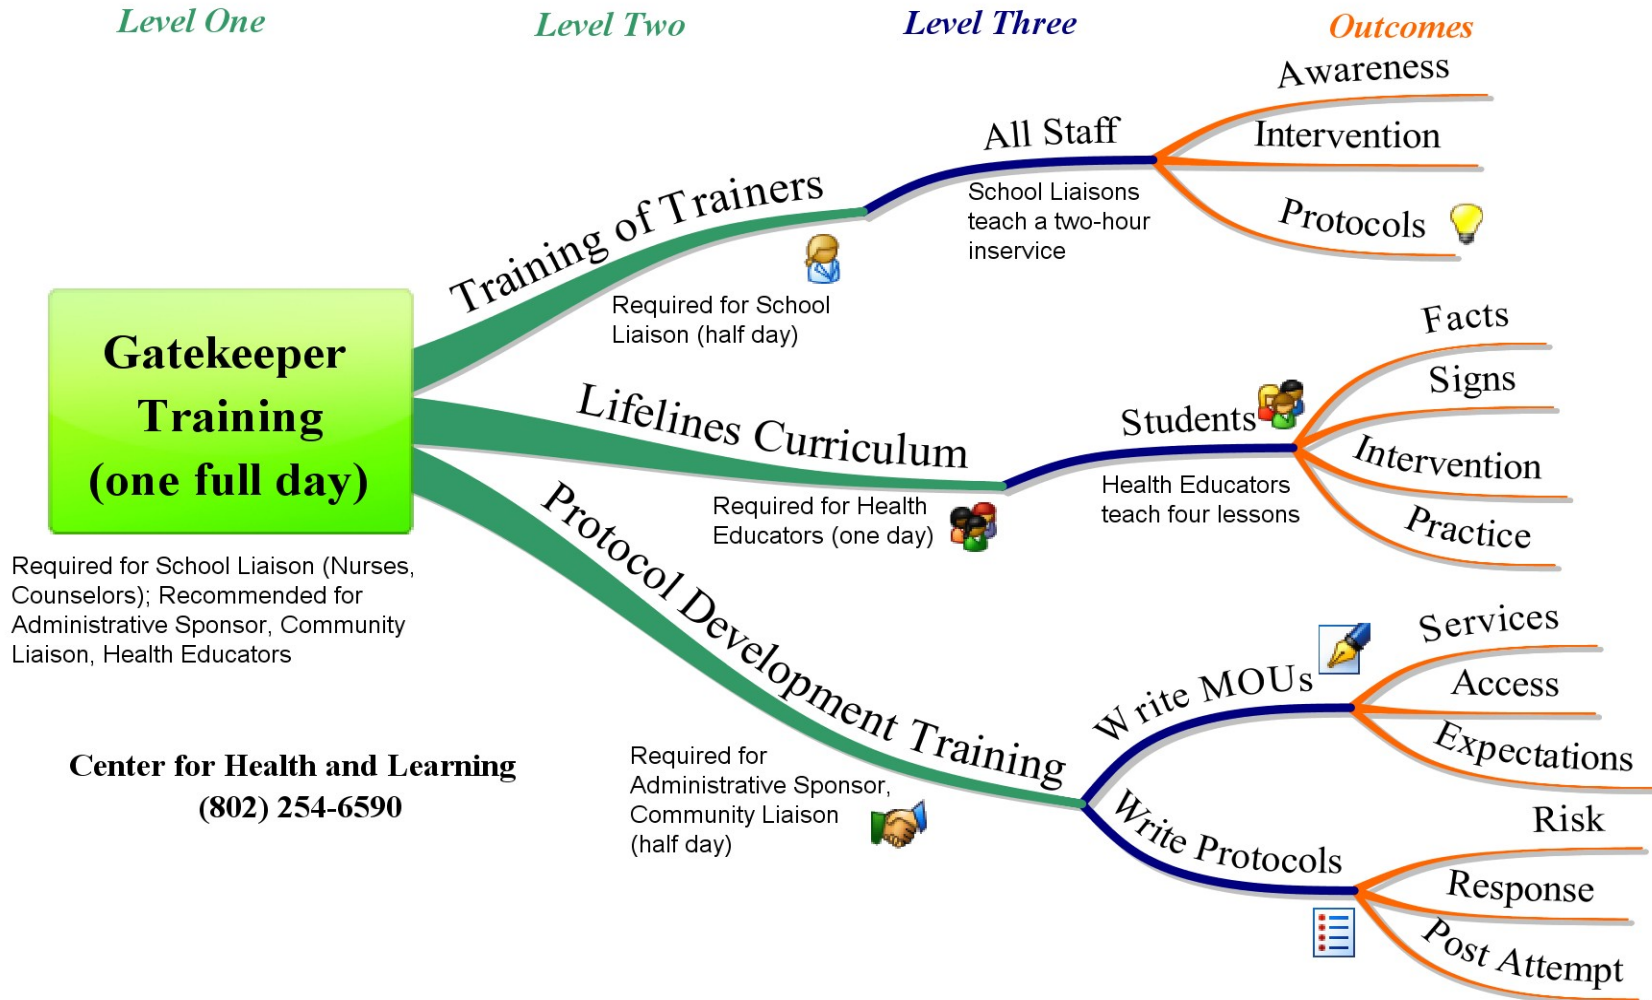 Level One
Level Two
Level Three
Outcomes
Gatekeeper
Training
(one full day)
Required for School Liaison (Nurses,
Counselors); Recommended for
Administrative Sponsor, Community
Liaison, Health Educators
Center for Health and Learning
(802) 254-6590
Training of Trainers
Required for School
Liaison (half day)
All Staff
School Liaisons
teach a two-hour
inservice
Awareness
Intervention
Protocols
Lifelines Curriculum
Required for Health
Educators (one day)
Students
Health Educators
teach four lessons
Facts
Signs
Intervention
Practice
Protocol Development Training
Required for
Administrative Sponsor,
Community Liaison
(half day)
Write MOUs
Services
Access
Expectations
Write Protocols
Risk
Response
Post Attempt